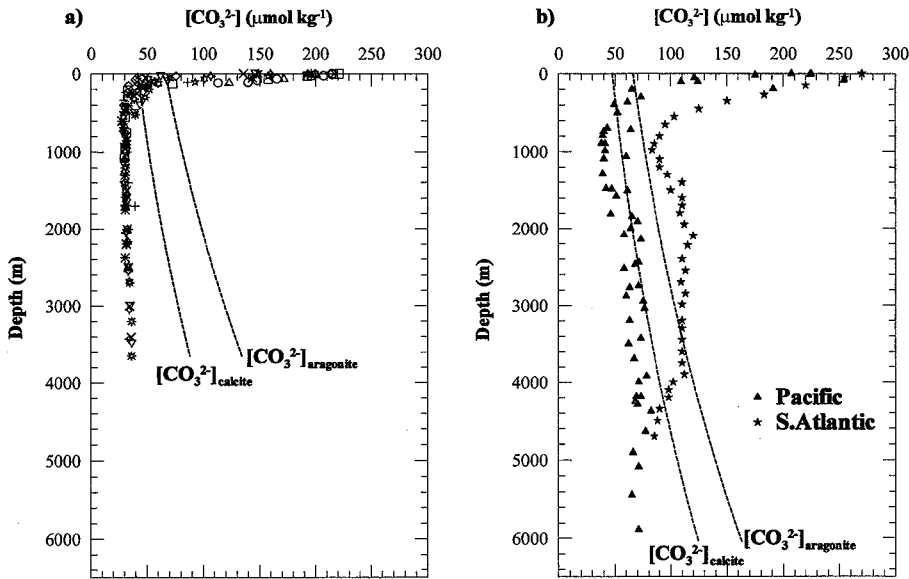 a) [CO₃²⁻] (μmol kg⁻¹)
0 50 100 150 200 250 300
0
1000
2000
3000
4000
5000
6000
Depth (m)
[CO₃²⁻]aragonite
[CO₃²⁻]calcite
b) [CO₃²⁻] (μmol kg⁻¹)
0 50 100 150 200 250 300
0
1000
2000
3000
4000
5000
6000
Depth (m)
Pacific
S.Atlantic
[CO₃²⁻]aragonite
[CO₃²⁻]calcite